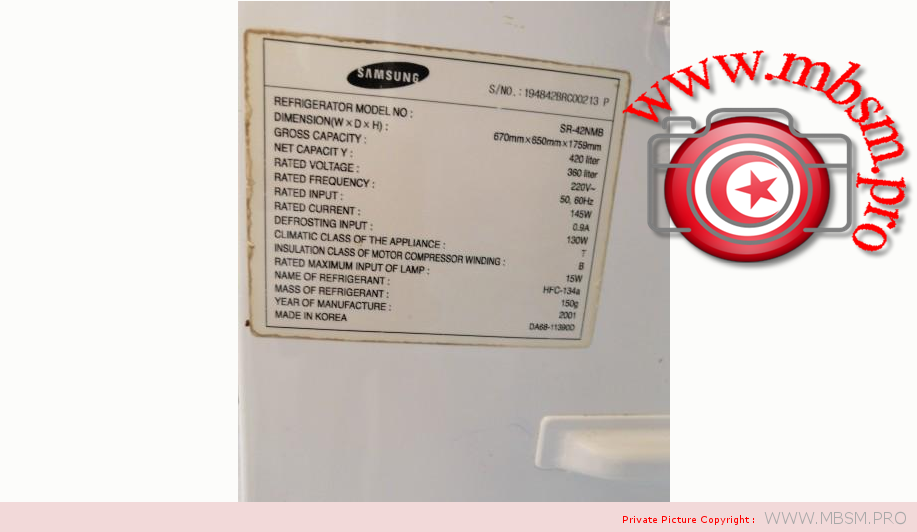 SAMSUNG
S/NO. : 194842BRC00213 P
REFRIGERATOR MODEL NO : SR-42NMB
DIMENSION(W×D×H) : 670mm×650mm×1759mm
GROSS CAPACITY : 420 liter
NET CAPACITY : 360 liter
RATED VOLTAGE : 220V~
RATED FREQUENCY : 50, 60Hz
RATED INPUT : 145W
RATED CURRENT : 0.9A
DEFROSTING INPUT : 130W
CLIMATIC CLASS OF THE APPLIANCE : T
INSULATION CLASS OF MOTOR COMPRESSOR WINDING : B
RATED MAXIMUM INPUT OF LAMP : 15W
NAME OF REFRIGERANT : HFC-134a
MASS OF REFRIGERANT : 150g
YEAR OF MANUFACTURE : 2001
MADE IN KOREA DA68-11390D
www.mbsm.pro
Private Picture Copyright : WWW.MBSM.PRO